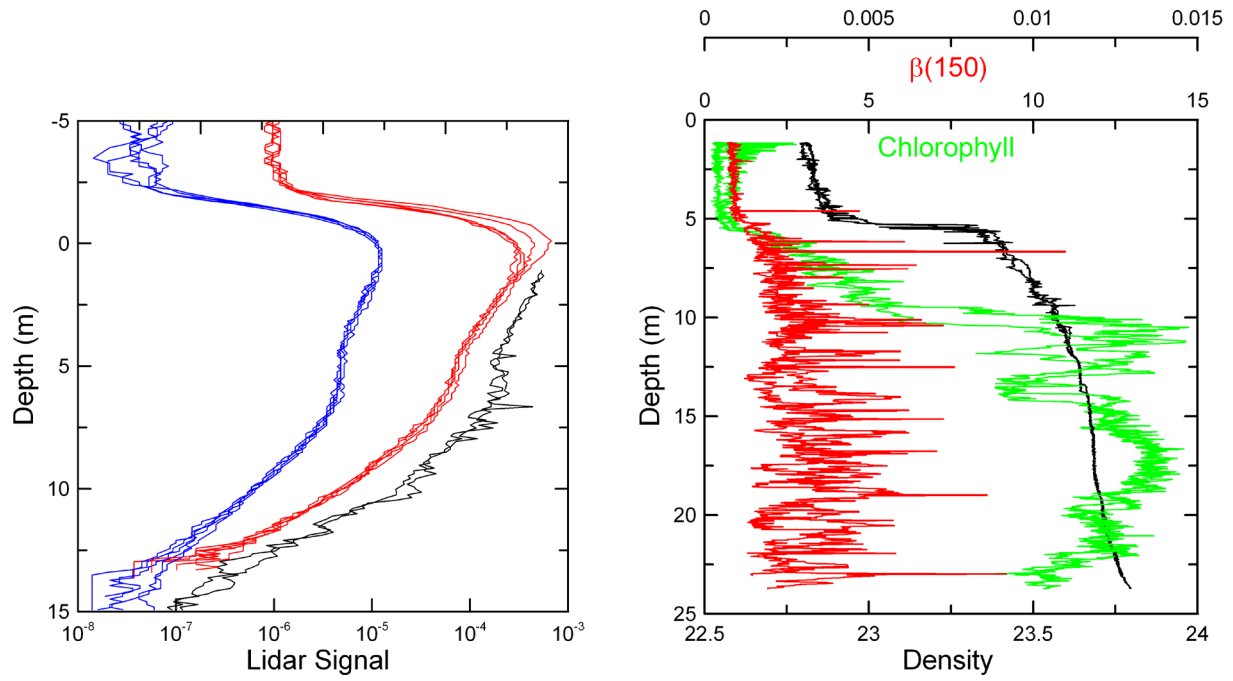 -5
0
5
10
15
Depth (m)
10-8 10-7 10-6 10-5 10-4 10-3
Lidar Signal
0 0.005 0.01 0.015
β(150)
0 5 10 15
Chlorophyll
0
5
10
15
20
25
Depth (m)
22.5 23 23.5 24
Density